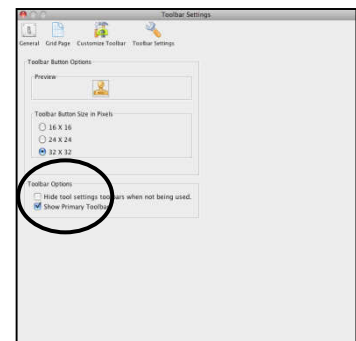 Toolbar Settings
General Grid Page Customize Toolbar Toolbar Settings
Toolbar Button Options
Preview
Toolbar Button Size in Pixels
16 X 16
24 X 24
32 X 32
Toolbar Options
Hide tool settings toolbars when not being used.
Show Primary Toolbar